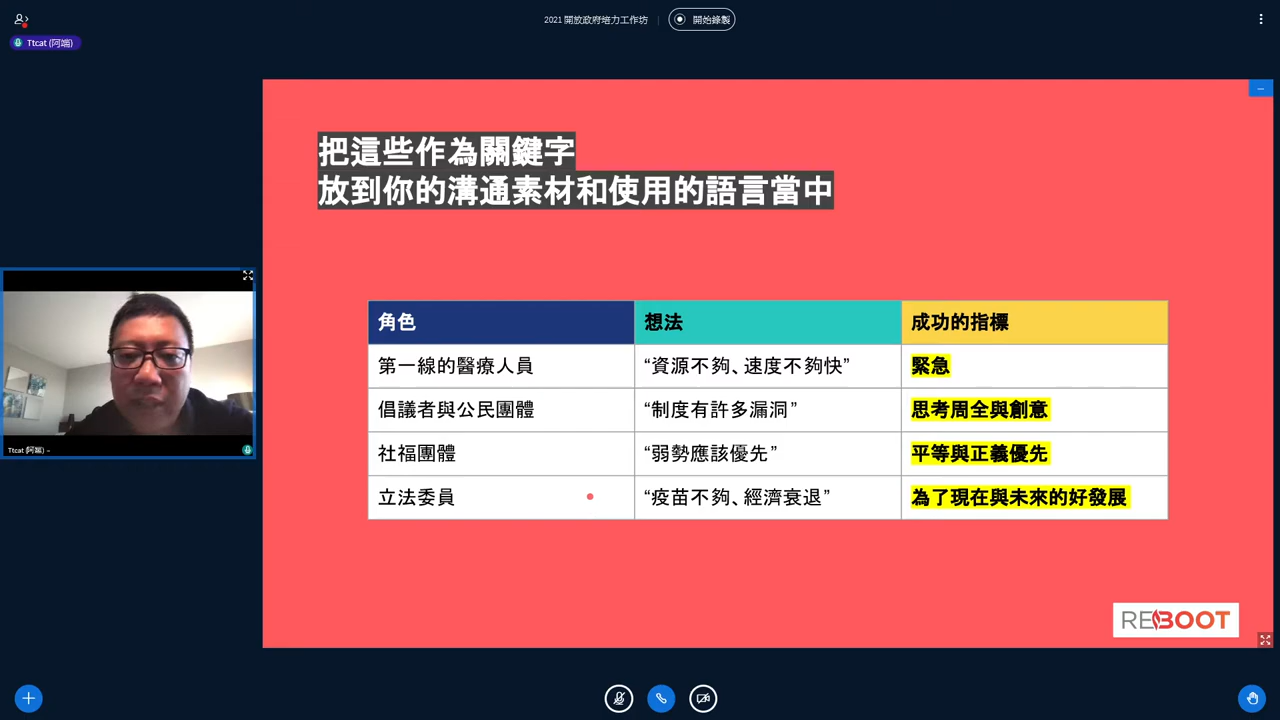 2021 開放政府培力工作坊
開始錄製
Ttcat (阿端)
把這些作為關鍵字
放到你的溝通素材和使用的語言當中
角色 想法 成功的指標
第一線的醫療人員 “資源不夠、速度不夠快” 緊急
倡議者與公民團體 “制度有許多漏洞” 思考周全與創意
社福團體 “弱勢應該優先” 平等與正義優先
立法委員 “疫苗不夠、經濟衰退” 為了現在與未來的好發展
Ttcat (阿端)
REBOOT